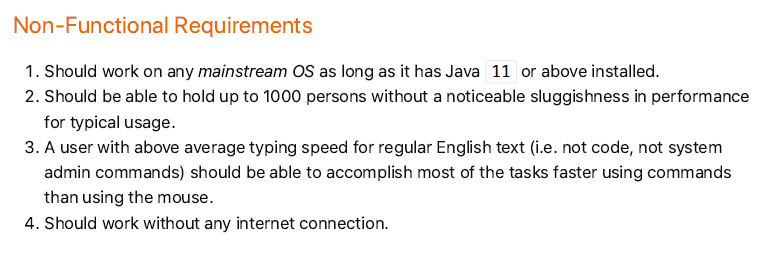 Non-Functional Requirements
1. Should work on any mainstream OS as long as it has Java 11 or above installed.
2. Should be able to hold up to 1000 persons without a noticeable sluggishness in performance
for typical usage.
3. A user with above average typing speed for regular English text (i.e. not code, not system
admin commands) should be able to accomplish most of the tasks faster using commands
than using the mouse.
4. Should work without any internet connection.